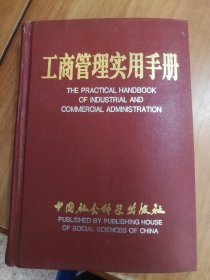 工商管理实用手册
THE PRACTICAL HANDBOOK
OF INDUSTRIAL AND
COMMERCIAL ADMINISTRATION
中国社会科学出版社
PUBLISHED BY PUBLISHING HOUSE
OF SOCIAL SCIENCES OF CHINA